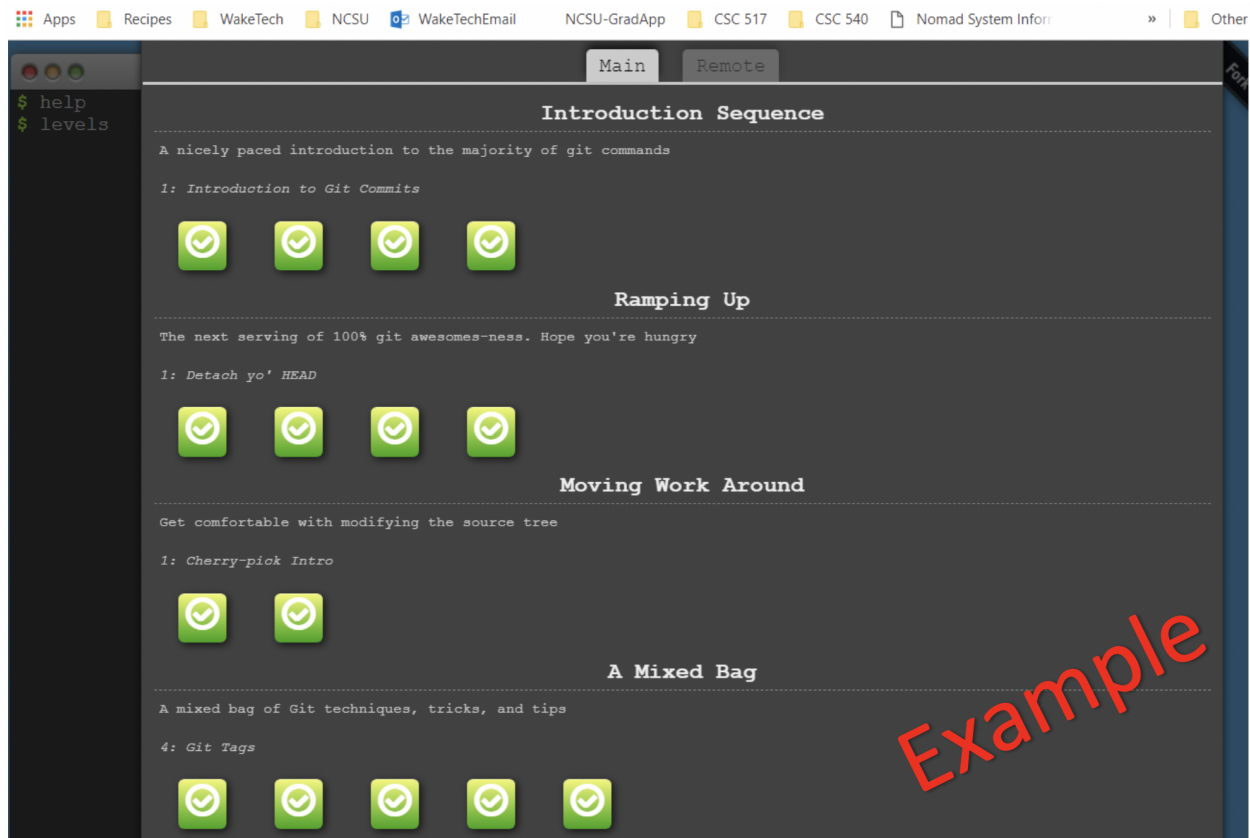 Apps Recipes WakeTech NCSU WakeTechEmail NCSU-GradApp CSC 517 CSC 540 Nomad System Inforr » Other
Main Remote
Fork
$ help
$ levels
Introduction Sequence
A nicely paced introduction to the majority of git commands
1: Introduction to Git Commits
Ramping Up
The next serving of 100% git awesomes-ness. Hope you're hungry
1: Detach yo' HEAD
Moving Work Around
Get comfortable with modifying the source tree
1: Cherry-pick Intro
A Mixed Bag
A mixed bag of Git techniques, tricks, and tips
4: Git Tags
Example